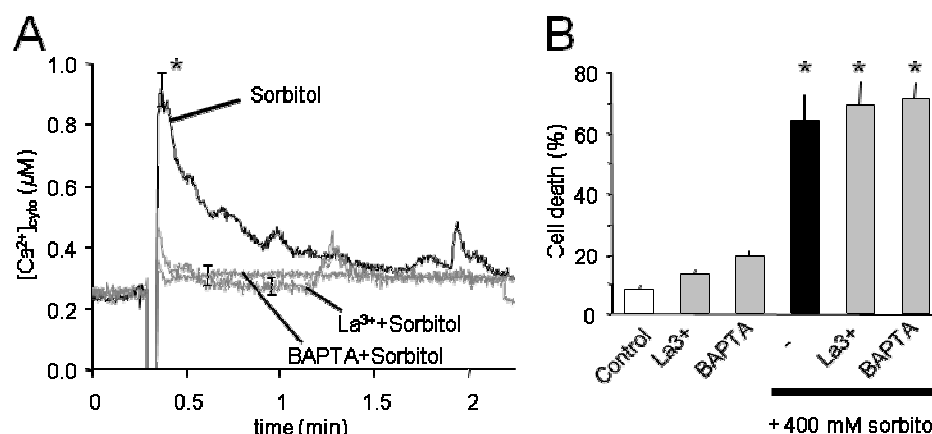 A
1.0
*
Sorbitol
0.8
0.6
0.4
0.2
0.0
[Ca²⁺]cyto (µM)
La³⁺+Sorbitol
BAPTA+Sorbitol
0
0.5
1
1.5
2
time (min)
B
80
60
40
20
0
Cell death (%)
* * *
Control
La3+
BAPTA
-
La3+
BAPTA
+ 400 mM sorbito